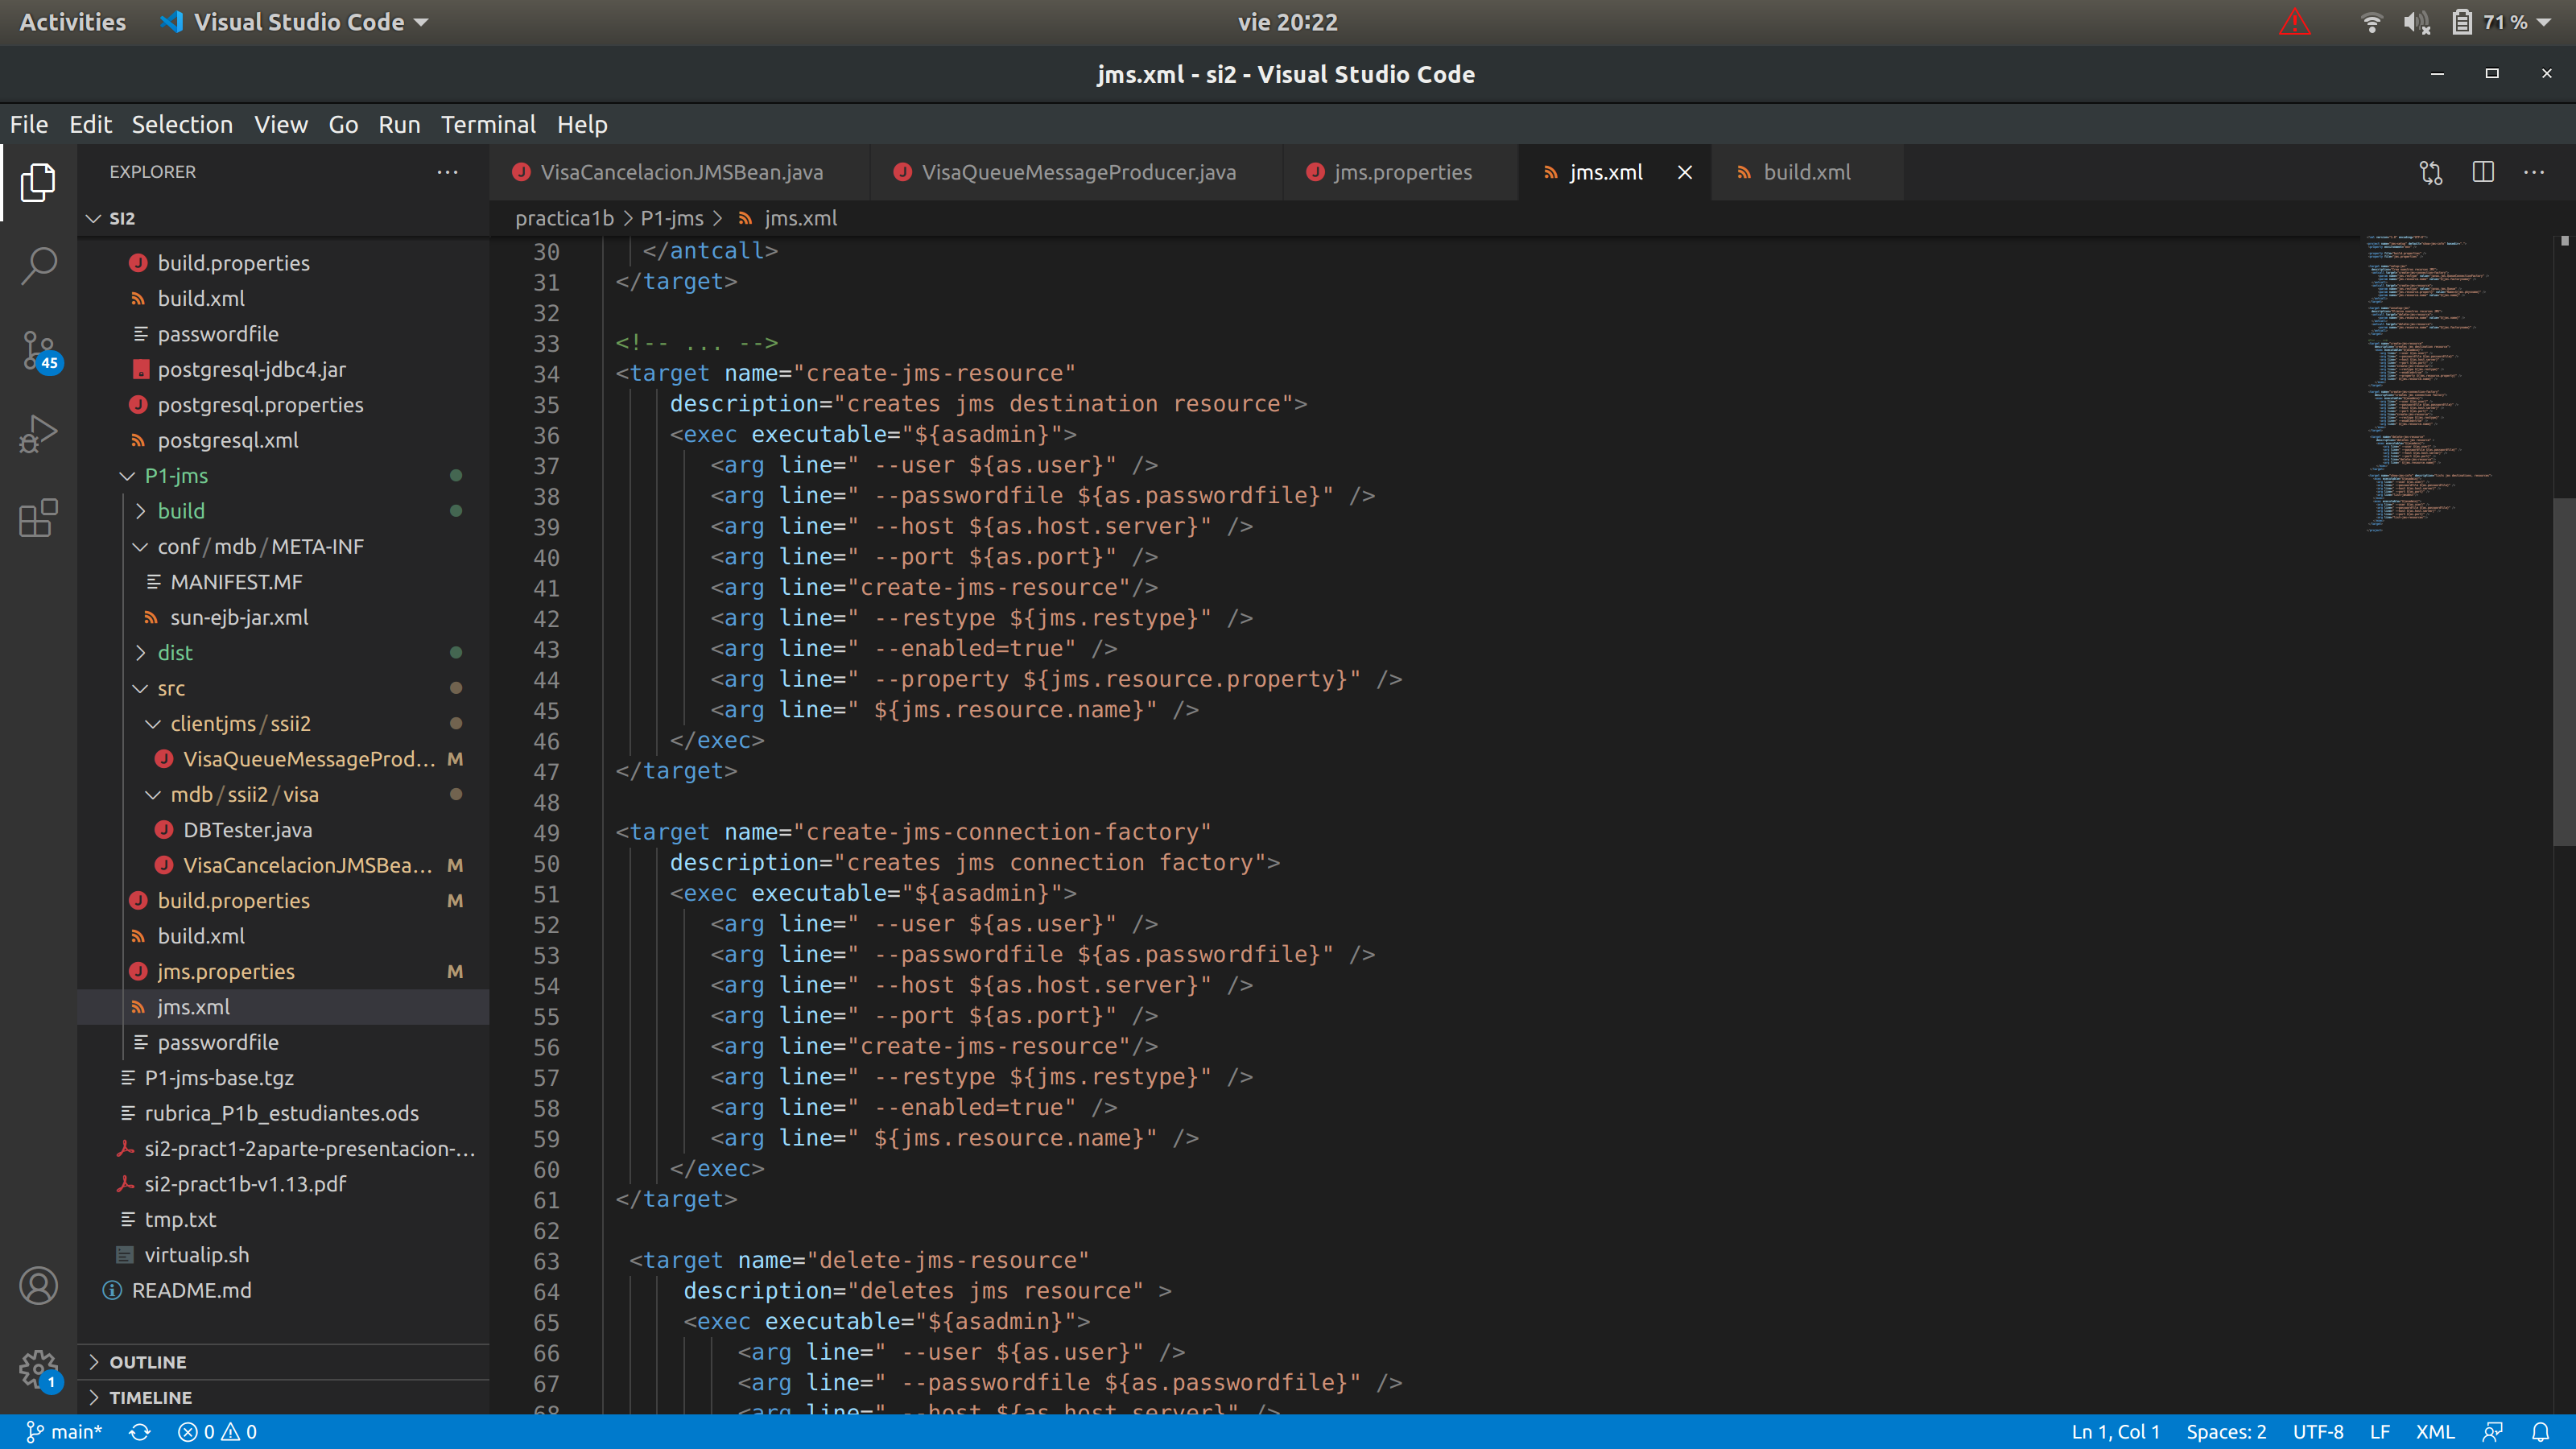 Activities
Visual Studio Code
vie 20:22
71 %
jms.xml - si2 - Visual Studio Code
File Edit Selection View Go Run Terminal Help
EXPLORER
VisaCancelacionJMSBean.java
VisaQueueMessageProducer.java
jms.properties
jms.xml
build.xml
SI2
practica1b > P1-jms > jms.xml
build.properties
build.xml
passwordfile
postgresql-jdbc4.jar
postgresql.properties
postgresql.xml
P1-jms
build
conf/mdb/META-INF
MANIFEST.MF
sun-ejb-jar.xml
dist
src
clientjms/ssii2
VisaQueueMessageProd... M
mdb/ssii2/visa
DBTester.java
VisaCancelacionJMSBea... M
build.properties M
build.xml
jms.properties M
jms.xml
passwordfile
P1-jms-base.tgz
rubrica_P1b_estudiantes.ods
si2-pract1-2aparte-presentacion-...
si2-pract1b-v1.13.pdf
tmp.txt
virtualip.sh
README.md
OUTLINE
TIMELINE
45
1
30 </antcall>
31 </target>
32
33 <!-- ... -->
34 <target name="create-jms-resource"
35 description="creates jms destination resource">
36 <exec executable="${asadmin}">
37 <arg line=" --user ${as.user}" />
38 <arg line=" --passwordfile ${as.passwordfile}" />
39 <arg line=" --host ${as.host.server}" />
40 <arg line=" --port ${as.port}" />
41 <arg line="create-jms-resource"/>
42 <arg line=" --restype ${jms.restype}" />
43 <arg line=" --enabled=true" />
44 <arg line=" --property ${jms.resource.property}" />
45 <arg line=" ${jms.resource.name}" />
46 </exec>
47 </target>
48
49 <target name="create-jms-connection-factory"
50 description="creates jms connection factory">
51 <exec executable="${asadmin}">
52 <arg line=" --user ${as.user}" />
53 <arg line=" --passwordfile ${as.passwordfile}" />
54 <arg line=" --host ${as.host.server}" />
55 <arg line=" --port ${as.port}" />
56 <arg line="create-jms-resource"/>
57 <arg line=" --restype ${jms.restype}" />
58 <arg line=" --enabled=true" />
59 <arg line=" ${jms.resource.name}" />
60 </exec>
61 </target>
62
63 <target name="delete-jms-resource"
64 description="deletes jms resource" >
65 <exec executable="${asadmin}">
66 <arg line=" --user ${as.user}" />
67 <arg line=" --passwordfile ${as.passwordfile}" />
68 <arg line=" --host ${as.host.server}" />
main*
0 0
Ln 1, Col 1
Spaces: 2
UTF-8
LF
XML